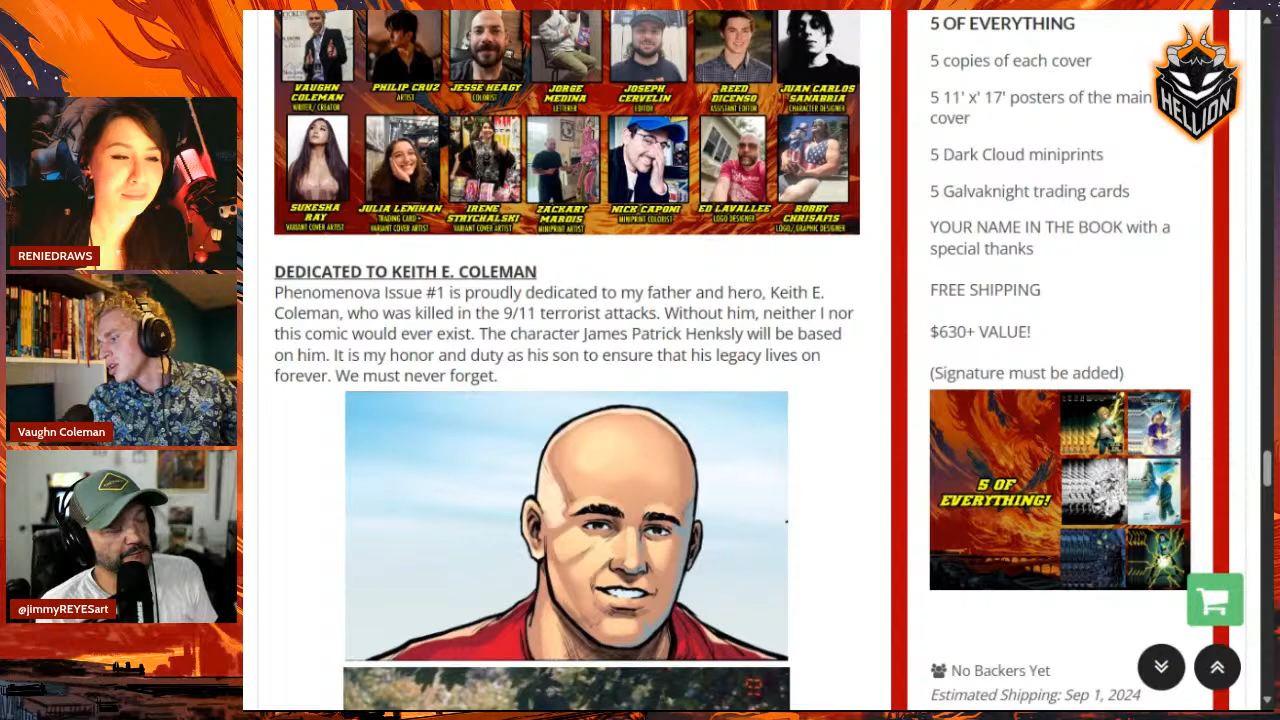 VAUGHN
COLEMAN
WRITER/CREATOR
PHILIP CRUZ
ARTIST
JESSE HEAGY
COLORIST
JORGE
MEDINA
LETTERER
JOSEPH
CERVELIN
EDITOR
REED
DICENSO
ASSISTANT EDITOR
JUAN CARLOS
SANABRIA
CHARACTER DESIGNER
SUKESHA
RAY
VARIANT COVER ARTIST
JULIA LENIHAN
TRADING CARD +
VARIANT COVER ARTIST
IRENE
STRYCHALSKI
VARIANT COVER ARTIST
ZACKARY
MAROIS
MINIPRINT ARTIST
NICK CAPONI
MINIPRINT COLORIST
ED LAVALLEE
LOGO DESIGNER
BOBBY
CHRISAFIS
LOGO/GRAPHIC DESIGNER
DEDICATED TO KEITH E. COLEMAN
Phenomenova Issue #1 is proudly dedicated to my father and hero, Keith E.
Coleman, who was killed in the 9/11 terrorist attacks. Without him, neither I nor
this comic would ever exist. The character James Patrick Henksly will be based
on him. It is my honor and duty as his son to ensure that his legacy lives on
forever. We must never forget.
5 OF EVERYTHING
5 copies of each cover
5 11' x' 17' posters of the main
cover
5 Dark Cloud miniprints
5 Galvaknight trading cards
YOUR NAME IN THE BOOK with a
special thanks
FREE SHIPPING
$630+ VALUE!
(Signature must be added)
5 OF
EVERYTHING!
No Backers Yet
Estimated Shipping: Sep 1, 2024
HELLION
RENIEDRAWS
Vaughn Coleman
@jimmyREYESart